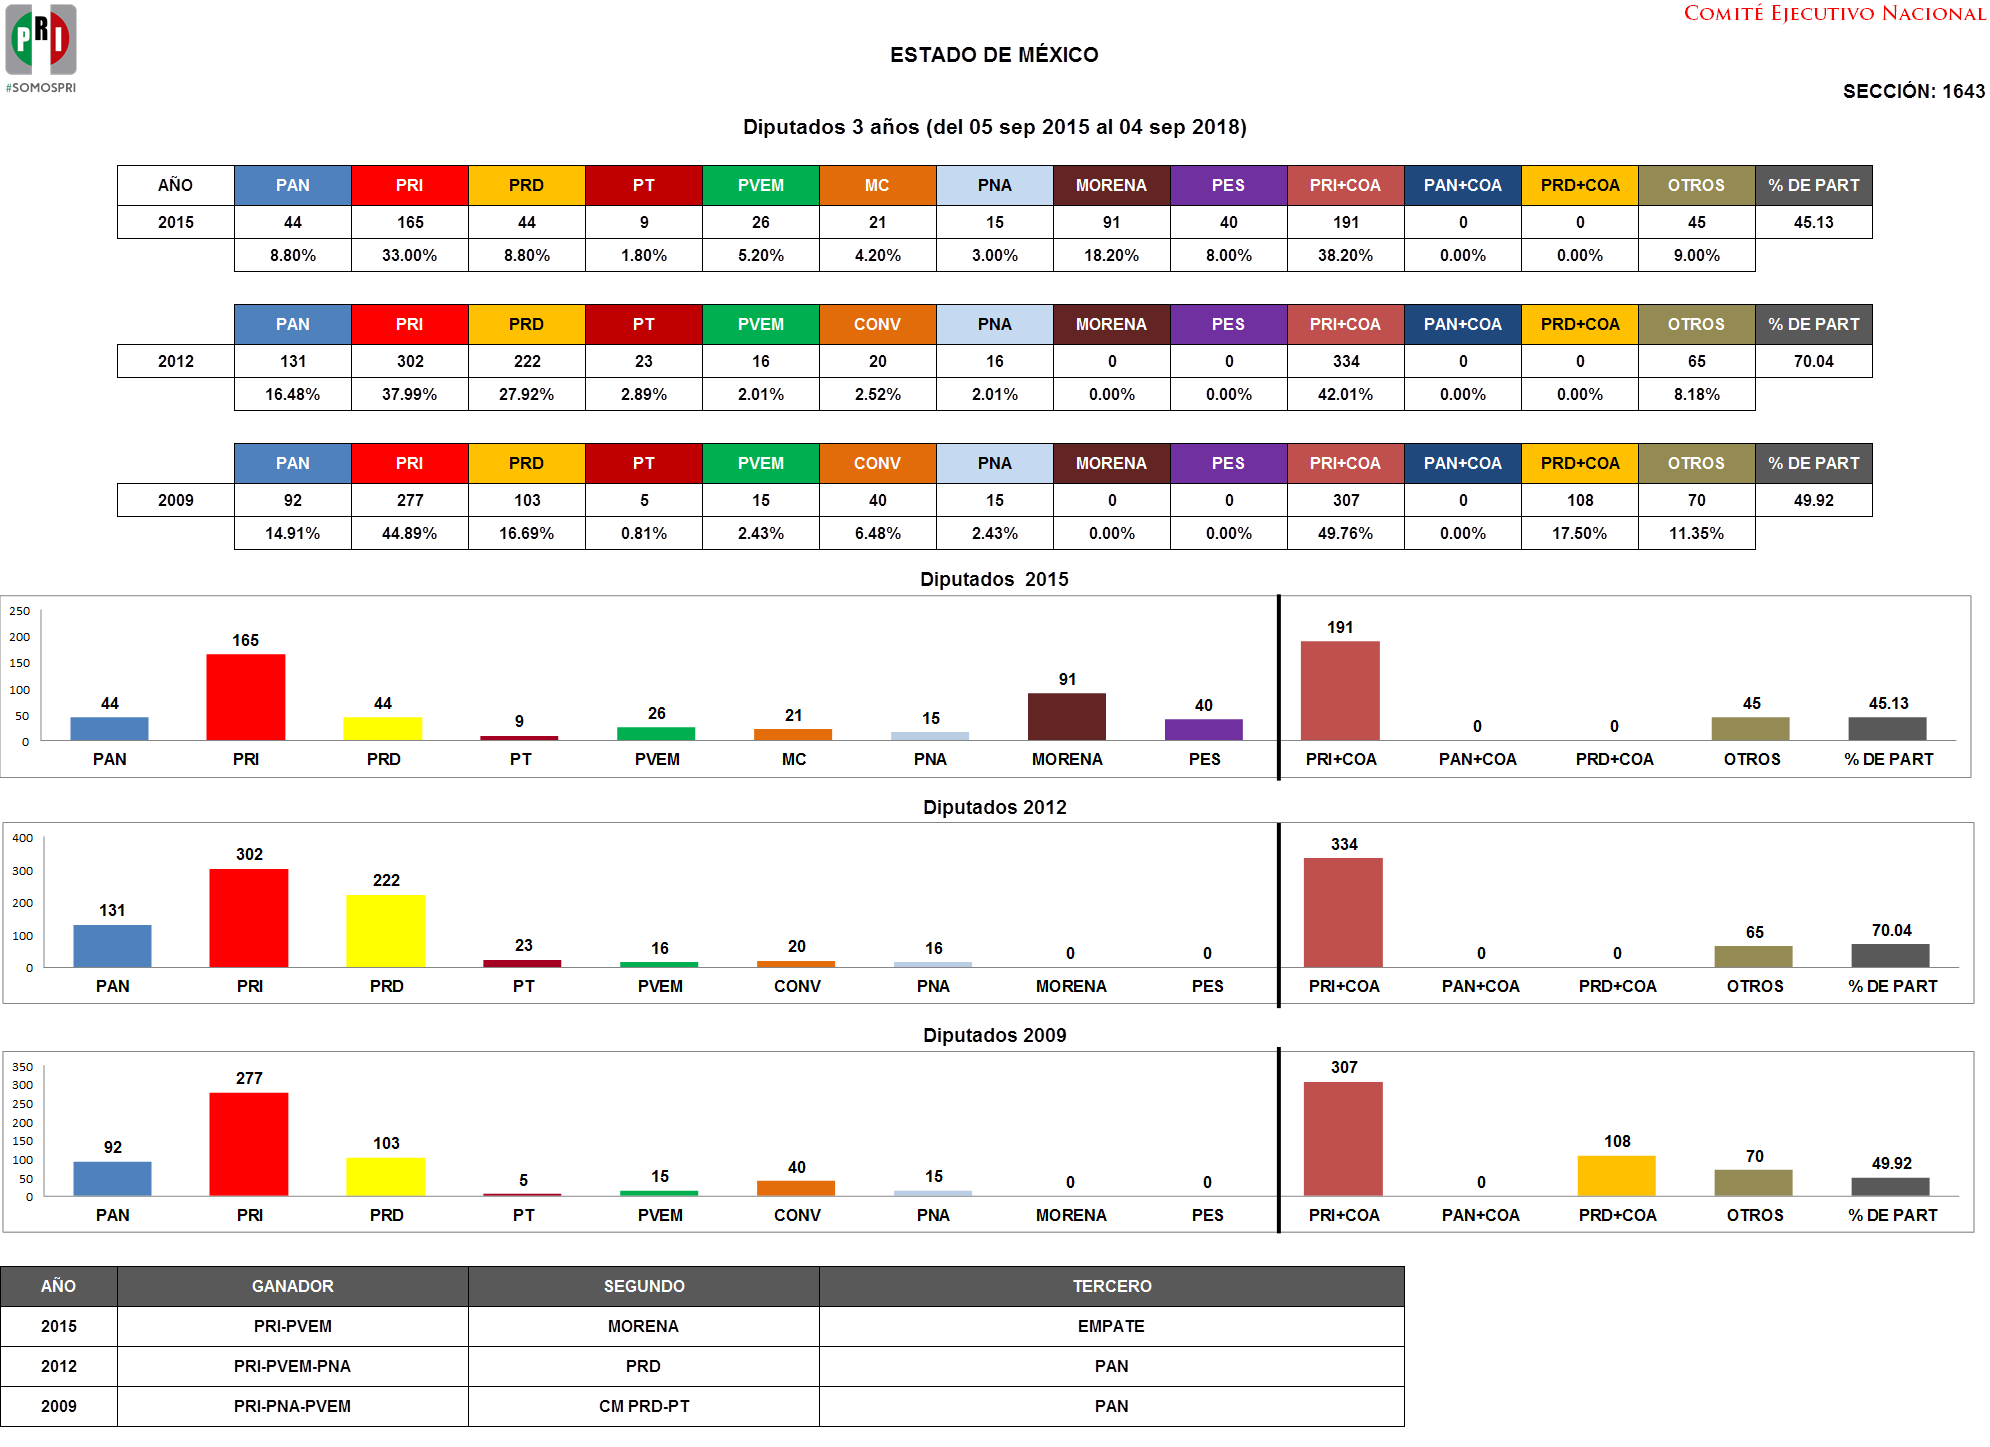 PRI
#SOMOSPRI
COMITÉ EJECUTIVO NACIONAL
ESTADO DE MÉXICO
SECCIÓN: 1643
Diputados 3 años (del 05 sep 2015 al 04 sep 2018)
AÑO PAN PRI PRD PT PVEM MC PNA MORENA PES PRI+COA PAN+COA PRD+COA OTROS % DE PART
2015 44 165 44 9 26 21 15 91 40 191 0 0 45 45.13
8.80% 33.00% 8.80% 1.80% 5.20% 4.20% 3.00% 18.20% 8.00% 38.20% 0.00% 0.00% 9.00%
PAN PRI PRD PT PVEM CONV PNA MORENA PES PRI+COA PAN+COA PRD+COA OTROS % DE PART
2012 131 302 222 23 16 20 16 0 0 334 0 0 65 70.04
16.48% 37.99% 27.92% 2.89% 2.01% 2.52% 2.01% 0.00% 0.00% 42.01% 0.00% 0.00% 8.18%
PAN PRI PRD PT PVEM CONV PNA MORENA PES PRI+COA PAN+COA PRD+COA OTROS % DE PART
2009 92 277 103 5 15 40 15 0 0 307 0 108 70 49.92
14.91% 44.89% 16.69% 0.81% 2.43% 6.48% 2.43% 0.00% 0.00% 49.76% 0.00% 17.50% 11.35%
Diputados 2015
250
200
150
100
50
0
44 165 44 9 26 21 15 91 40 191 0 0 45 45.13
PAN PRI PRD PT PVEM MC PNA MORENA PES PRI+COA PAN+COA PRD+COA OTROS % DE PART
Diputados 2012
400
300
200
100
0
131 302 222 23 16 20 16 0 0 334 0 0 65 70.04
PAN PRI PRD PT PVEM CONV PNA MORENA PES PRI+COA PAN+COA PRD+COA OTROS % DE PART
Diputados 2009
350
300
250
200
150
100
50
0
92 277 103 5 15 40 15 0 0 307 0 108 70 49.92
PAN PRI PRD PT PVEM CONV PNA MORENA PES PRI+COA PAN+COA PRD+COA OTROS % DE PART
AÑO GANADOR SEGUNDO TERCERO
2015 PRI-PVEM MORENA EMPATE
2012 PRI-PVEM-PNA PRD PAN
2009 PRI-PNA-PVEM CM PRD-PT PAN